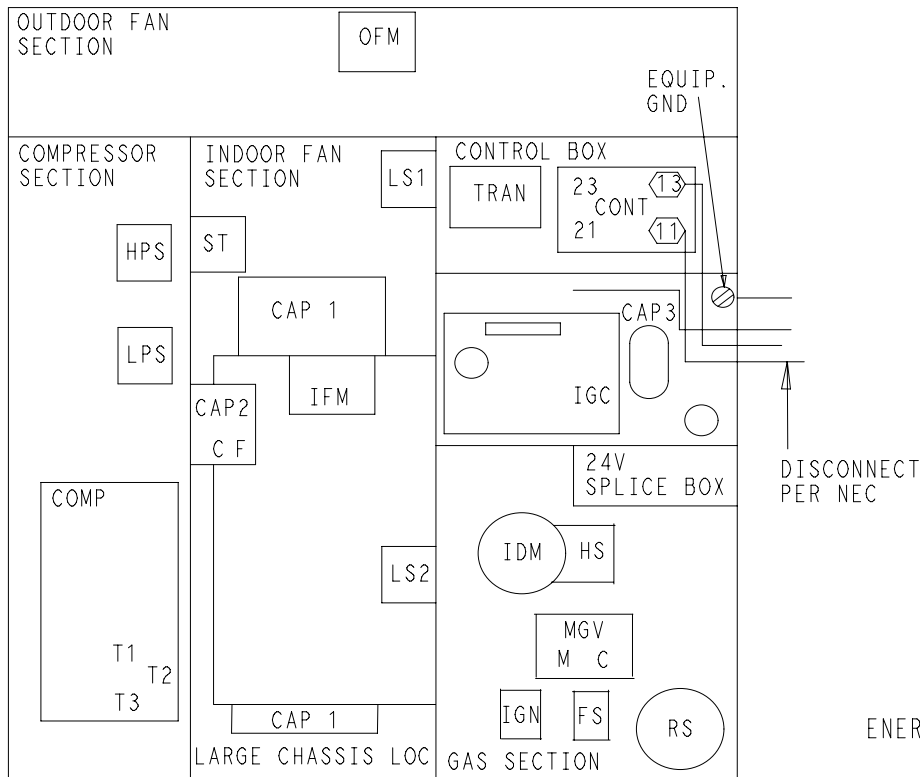 OUTDOOR FAN
SECTION
OFM
EQUIP.
GND
COMPRESSOR
SECTION
HPS
LPS
COMP
T1
T2
T3
INDOOR FAN
SECTION
LS1
ST
CAP 1
IFM
CAP2
C F
LS2
CAP 1
LARGE CHASSIS LOC
CONTROL BOX
TRAN
23
13
CONT
21
11
CAP3
IGC
24V
SPLICE BOX
DISCONNECT
PER NEC
IDM
HS
MGV
M C
IGN
FS
RS
GAS SECTION
ENER